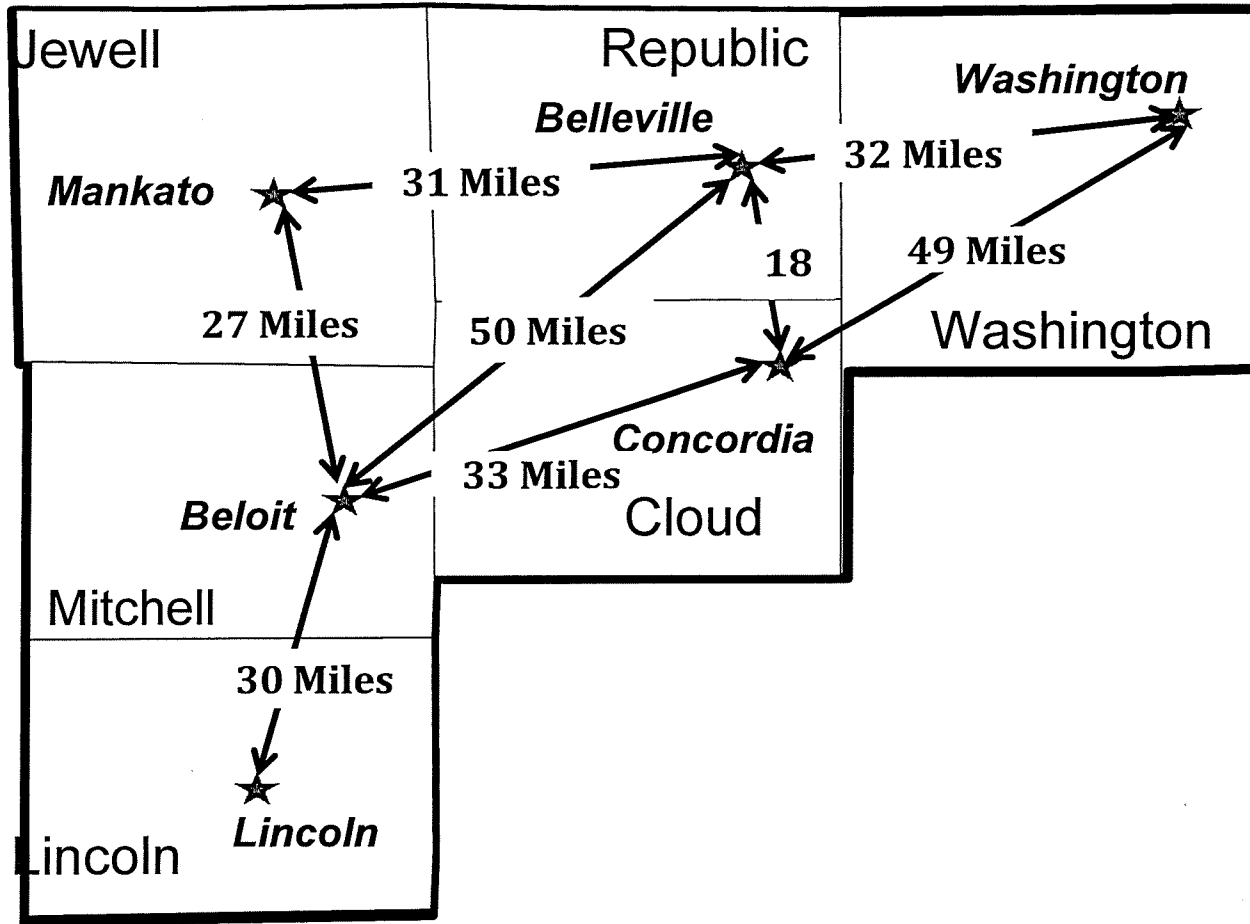 Jewell
Republic
Washington
Belleville
32 Miles
31 Miles
Mankato
49 Miles
18
27 Miles
50 Miles
Washington
Concordia
33 Miles
Beloit
Cloud
Mitchell
30 Miles
Lincoln
Lincoln